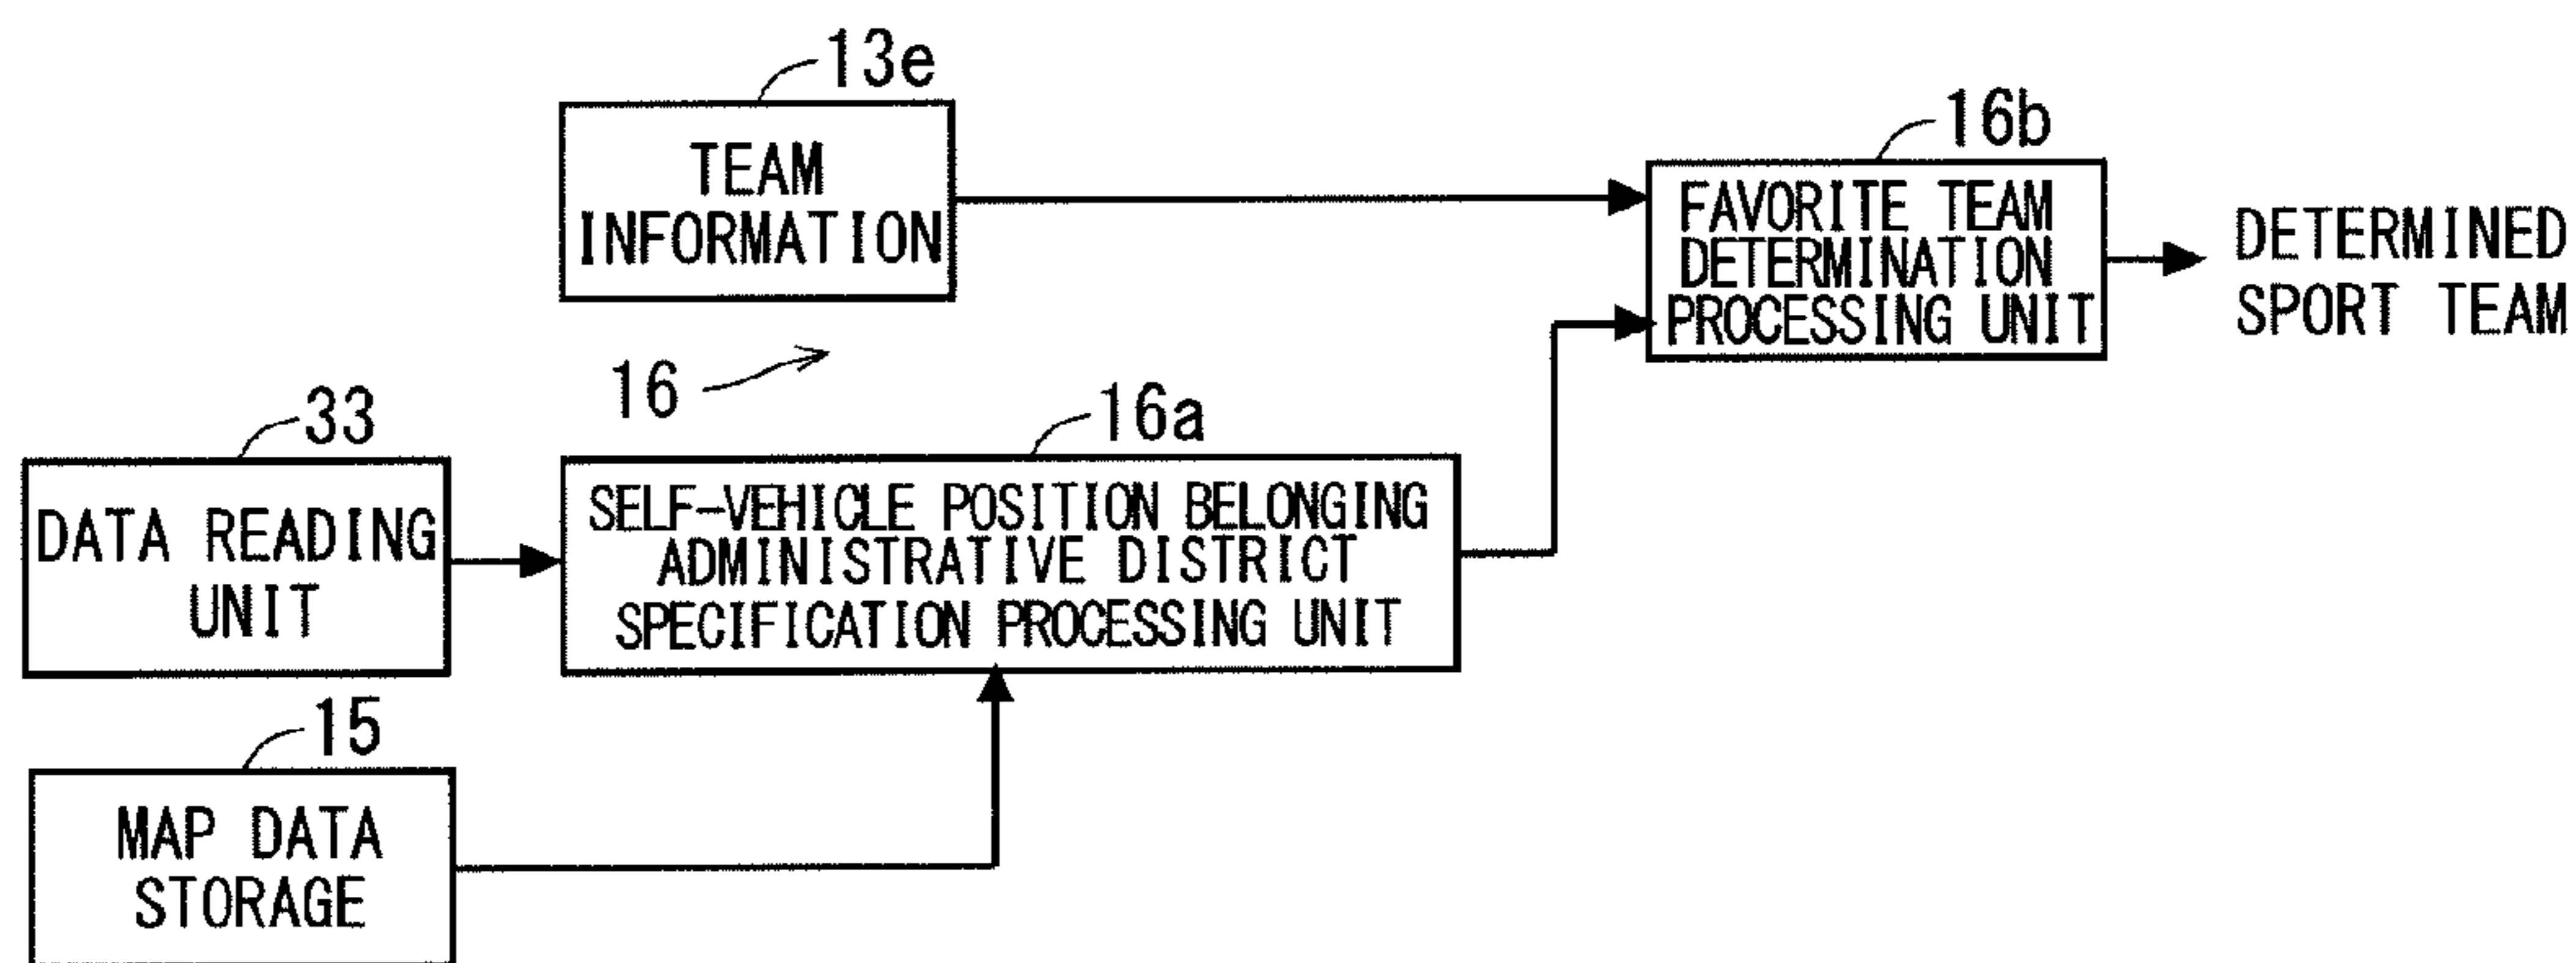 13e
TEAM
INFORMATION
16b
FAVORITE TEAM
DETERMINATION
PROCESSING UNIT
DETERMINED
SPORT TEAM
16
33
DATA READING
UNIT
16a
SELF-VEHICLE POSITION BELONGING
ADMINISTRATIVE DISTRICT
SPECIFICATION PROCESSING UNIT
15
MAP DATA
STORAGE